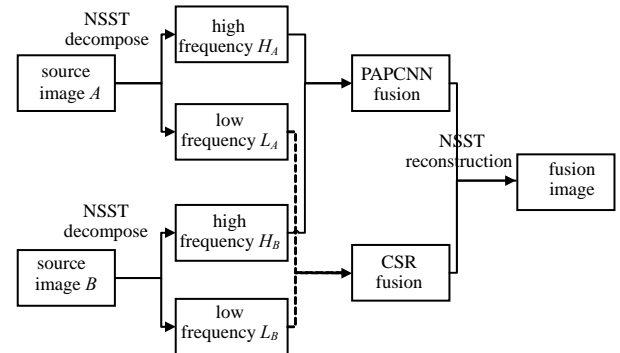 NSST
decompose
source
image A
high
frequency H_A
low
frequency L_A
NSST
decompose
source
image B
high
frequency H_B
low
frequency L_B
PAPCNN
fusion
CSR
fusion
NSST
reconstruction
fusion
image